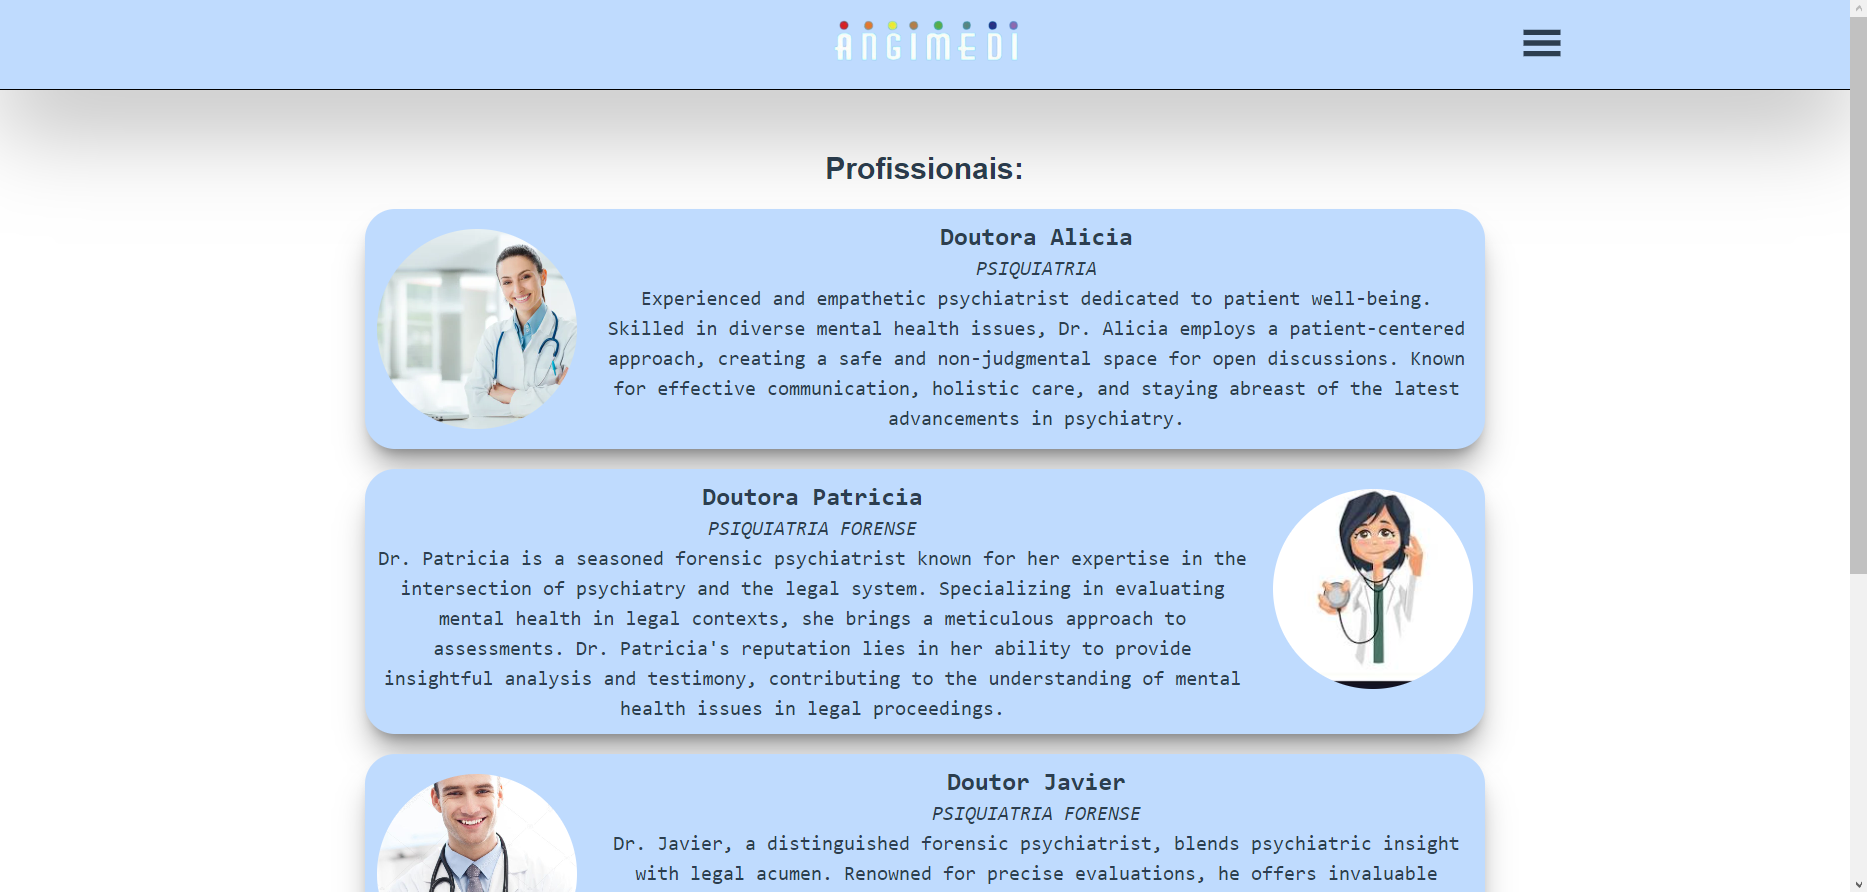 ANGIMEDI
Profissionais:
Doutora Alicia
PSIQUIATRIA
Experienced and empathetic psychiatrist dedicated to patient well-being.
Skilled in diverse mental health issues, Dr. Alicia employs a patient-centered
approach, creating a safe and non-judgmental space for open discussions. Known
for effective communication, holistic care, and staying abreast of the latest
advancements in psychiatry.
Doutora Patricia
PSIQUIATRIA FORENSE
Dr. Patricia is a seasoned forensic psychiatrist known for her expertise in the
intersection of psychiatry and the legal system. Specializing in evaluating
mental health in legal contexts, she brings a meticulous approach to
assessments. Dr. Patricia's reputation lies in her ability to provide
insightful analysis and testimony, contributing to the understanding of mental
health issues in legal proceedings.
Doutor Javier
PSIQUIATRIA FORENSE
Dr. Javier, a distinguished forensic psychiatrist, blends psychiatric insight
with legal acumen. Renowned for precise evaluations, he offers invaluable